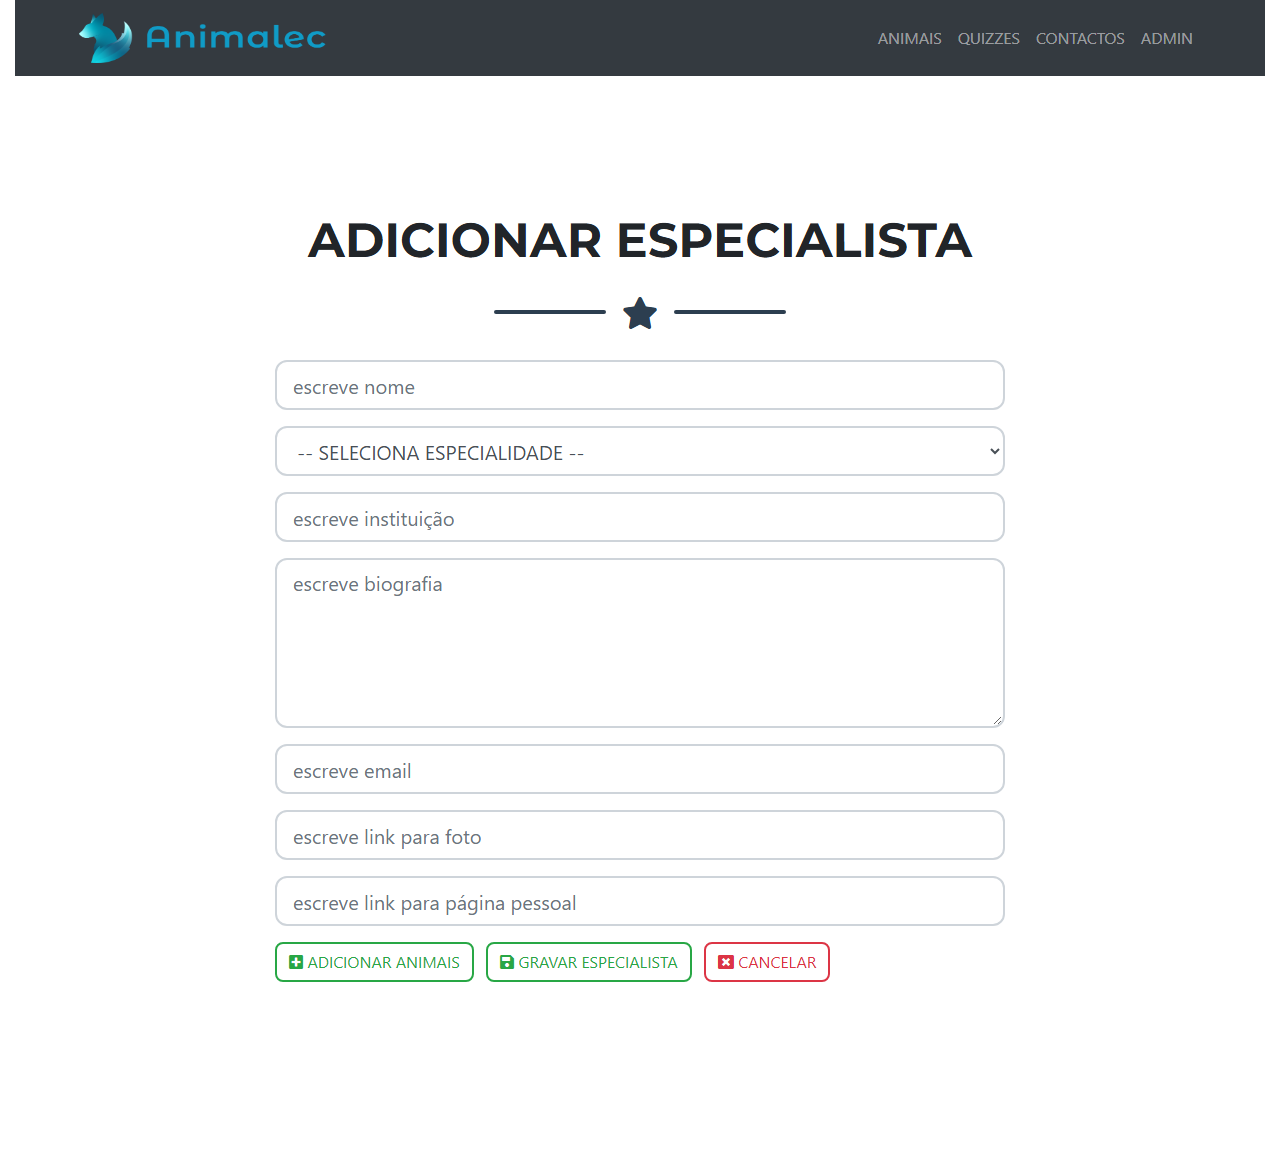 Animalec
ANIMAIS QUIZZES CONTACTOS ADMIN
ADICIONAR ESPECIALISTA
escreve nome
-- SELECIONA ESPECIALIDADE --
escreve instituição
escreve biografia
escreve email
escreve link para foto
escreve link para página pessoal
ADICIONAR ANIMAIS GRAVAR ESPECIALISTA CANCELAR